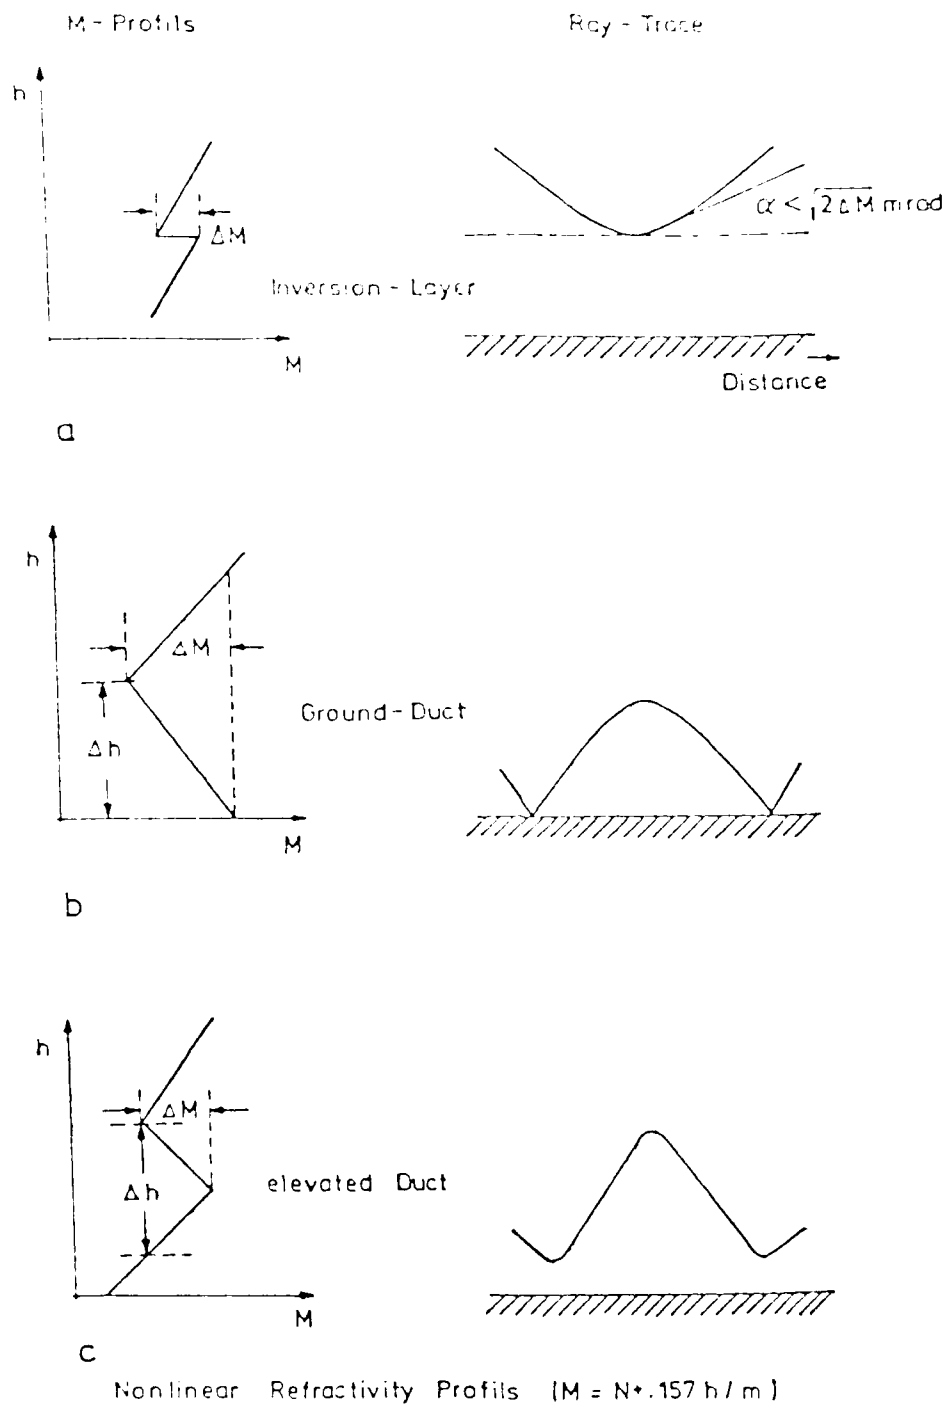 M - Profils
Ray - Trace
h
ΔM
α < √2ΔM mrad
Inversion - Layer
M
Distance
a
h
ΔM
Ground - Duct
Δh
M
b
h
ΔM
Δh
elevated Duct
M
c
Nonlinear Refractivity Profils (M = N+.157 h/m)